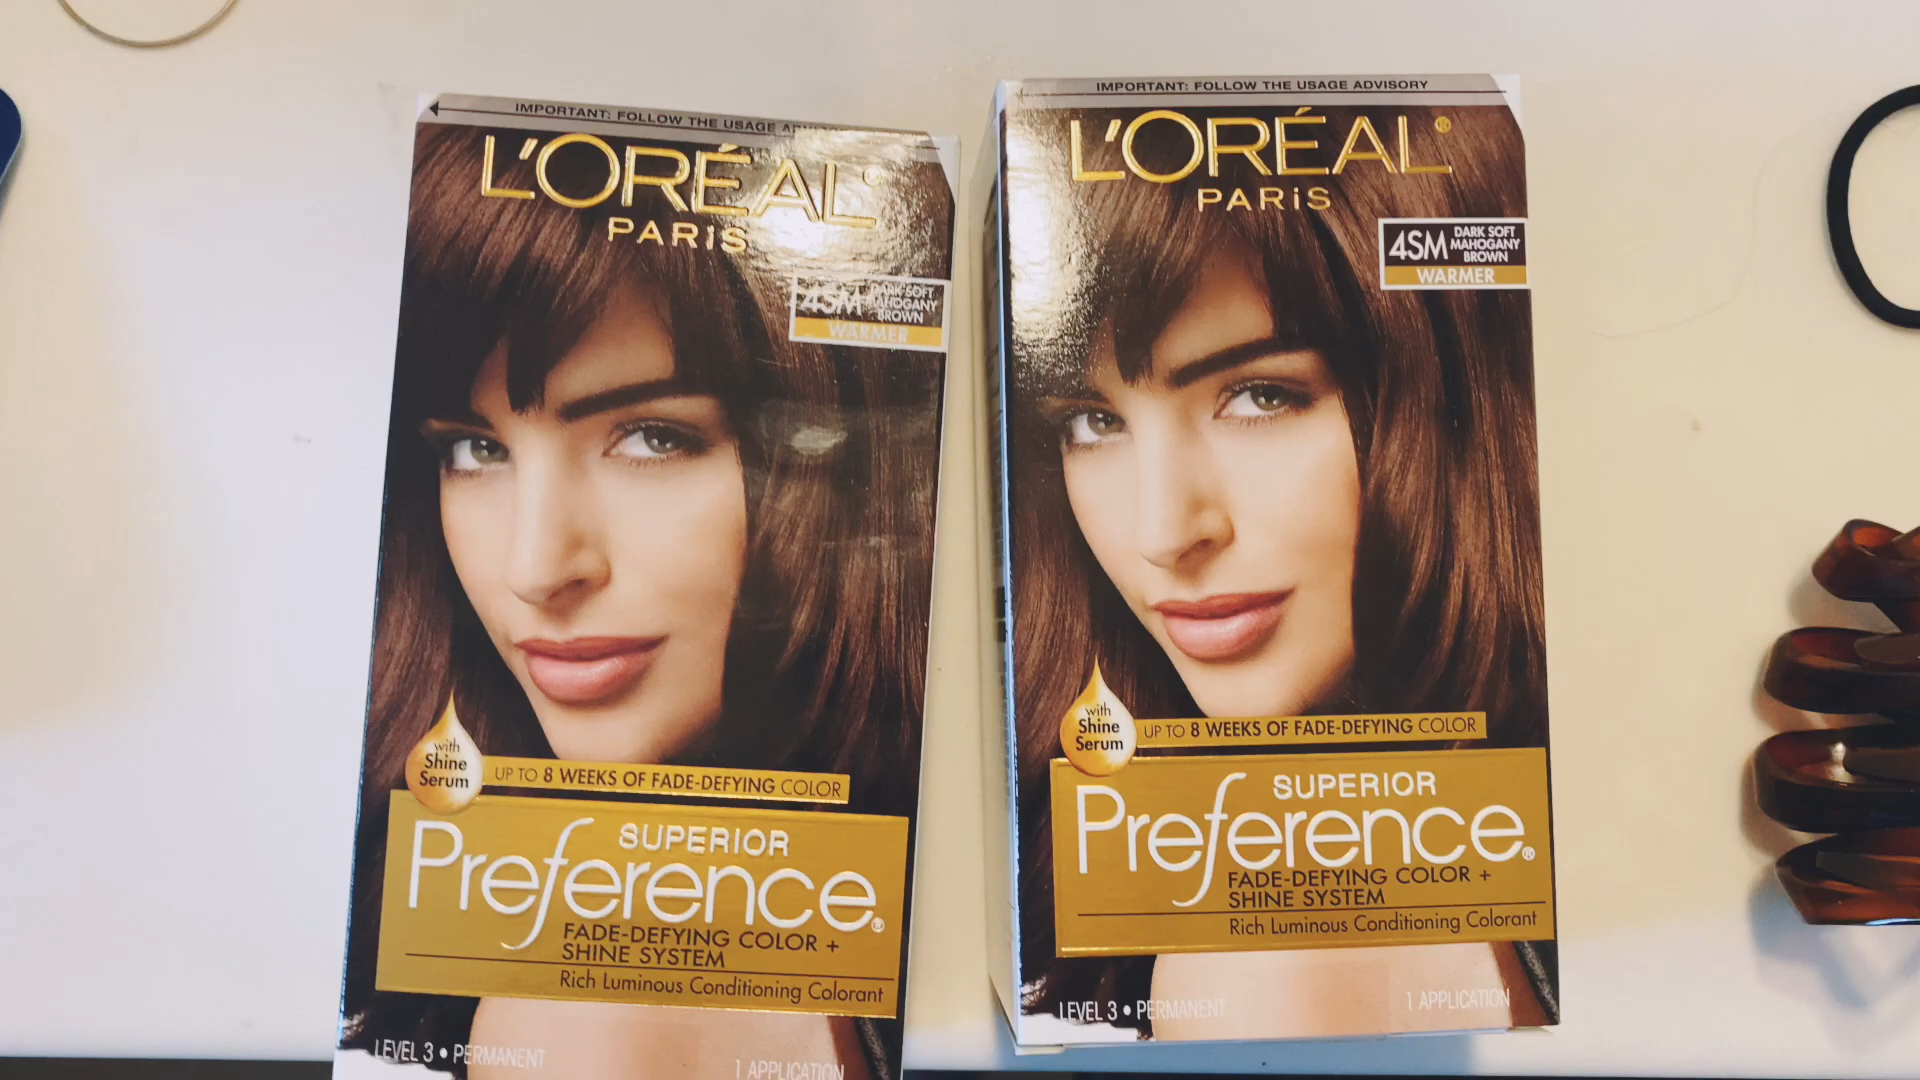 IMPORTANT: FOLLOW THE USAGE
L'ORÉAL®
PARIS
4SM DARK SOFT
MAHOGANY
BROWN
WARMER
with
Shine
Serum
UP TO 8 WEEKS OF FADE-DEFYING COLOR
SUPERIOR
Preference®
FADE-DEFYING COLOR +
SHINE SYSTEM
Rich Luminous Conditioning Colorant
LEVEL 3 • PERMANENT
1 APPLICATION
IMPORTANT: FOLLOW THE USAGE ADVISORY
L'ORÉAL®
PARIS
4SM DARK SOFT
MAHOGANY
BROWN
WARMER
with
Shine
Serum
UP TO 8 WEEKS OF FADE-DEFYING COLOR
SUPERIOR
Preference®
FADE-DEFYING COLOR +
SHINE SYSTEM
Rich Luminous Conditioning Colorant
LEVEL 3 • PERMANENT
1 APPLICATION